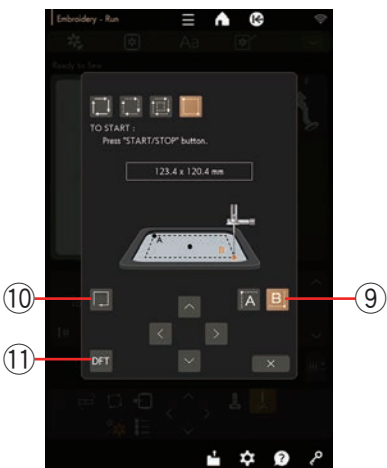 Embroidery - Run
Aa
Ready to Sew
TO START :
Press "START/STOP" button.
123.4 x 120.4 mm
A
B
⑩
A
B
⑨
⑪
DFT
×
?